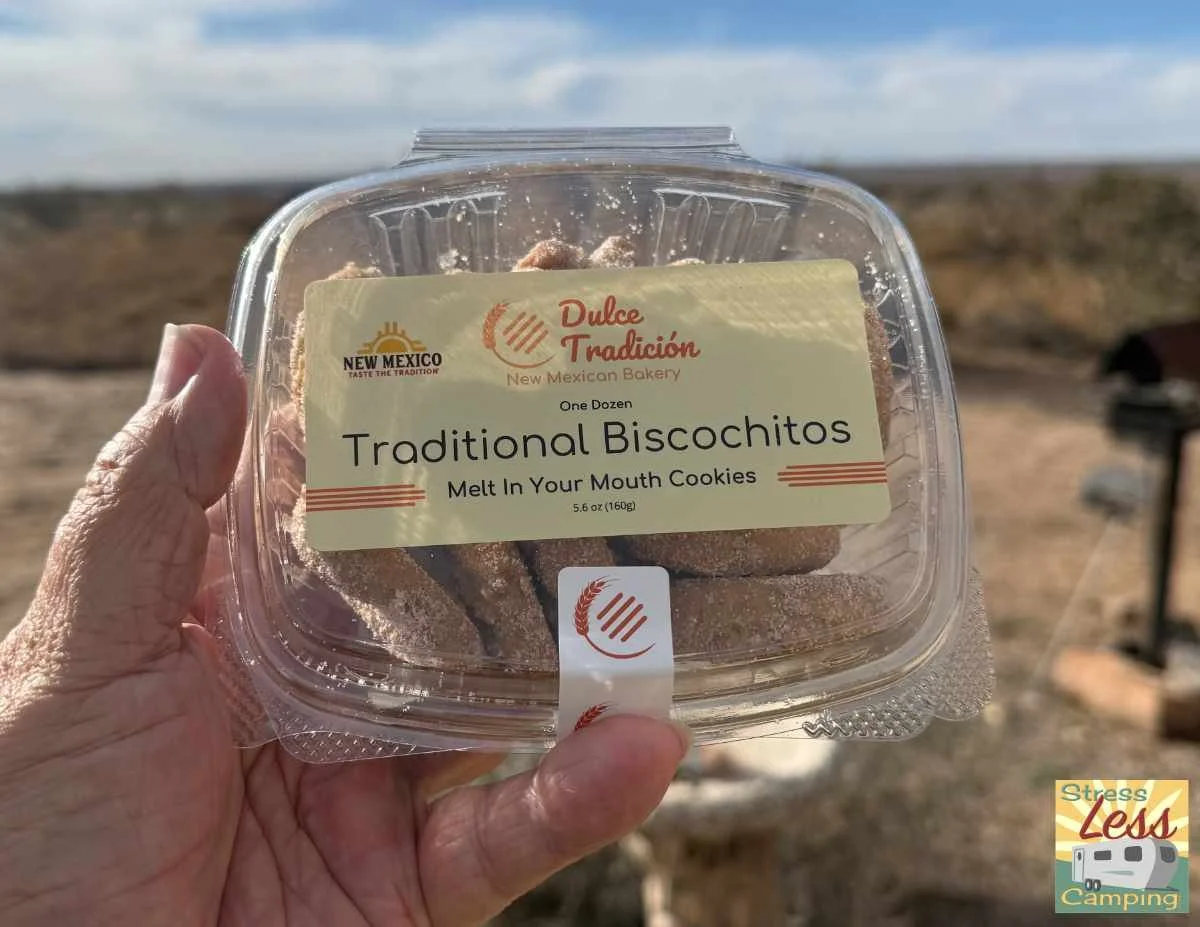 Dulce
Tradición
New Mexican Bakery
NEW MEXICO
TASTE THE TRADITION
One Dozen
Traditional Biscochitos
Melt In Your Mouth Cookies
5.6 oz (160g)
Stress
Less
Camping